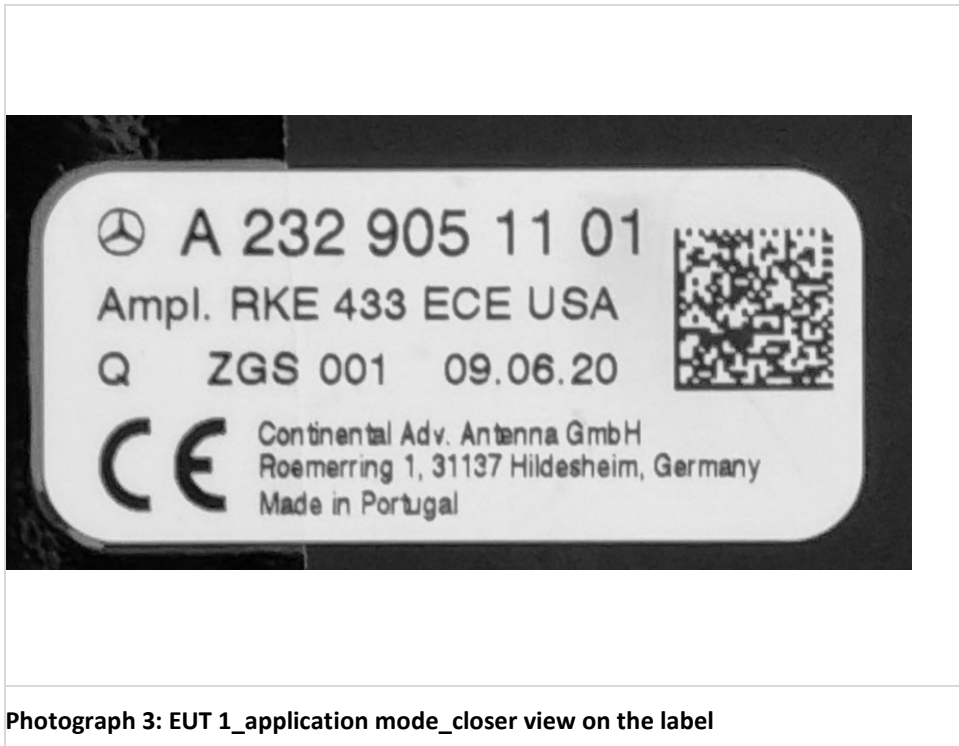 A 232 905 11 01
Ampl. RKE 433 ECE USA
Q ZGS 001 09.06.20
CE Continental Adv. Antenna GmbH
Roemerring 1, 31137 Hildesheim, Germany
Made in Portugal
Photograph 3: EUT 1_application mode_closer view on the label